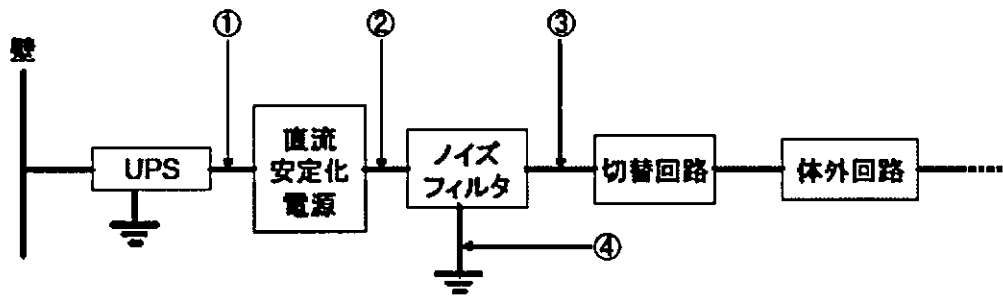 ① ② ③
壁
UPS
直流
安定化
電源
ノイズ
フィルタ
切替回路
体外回路
④